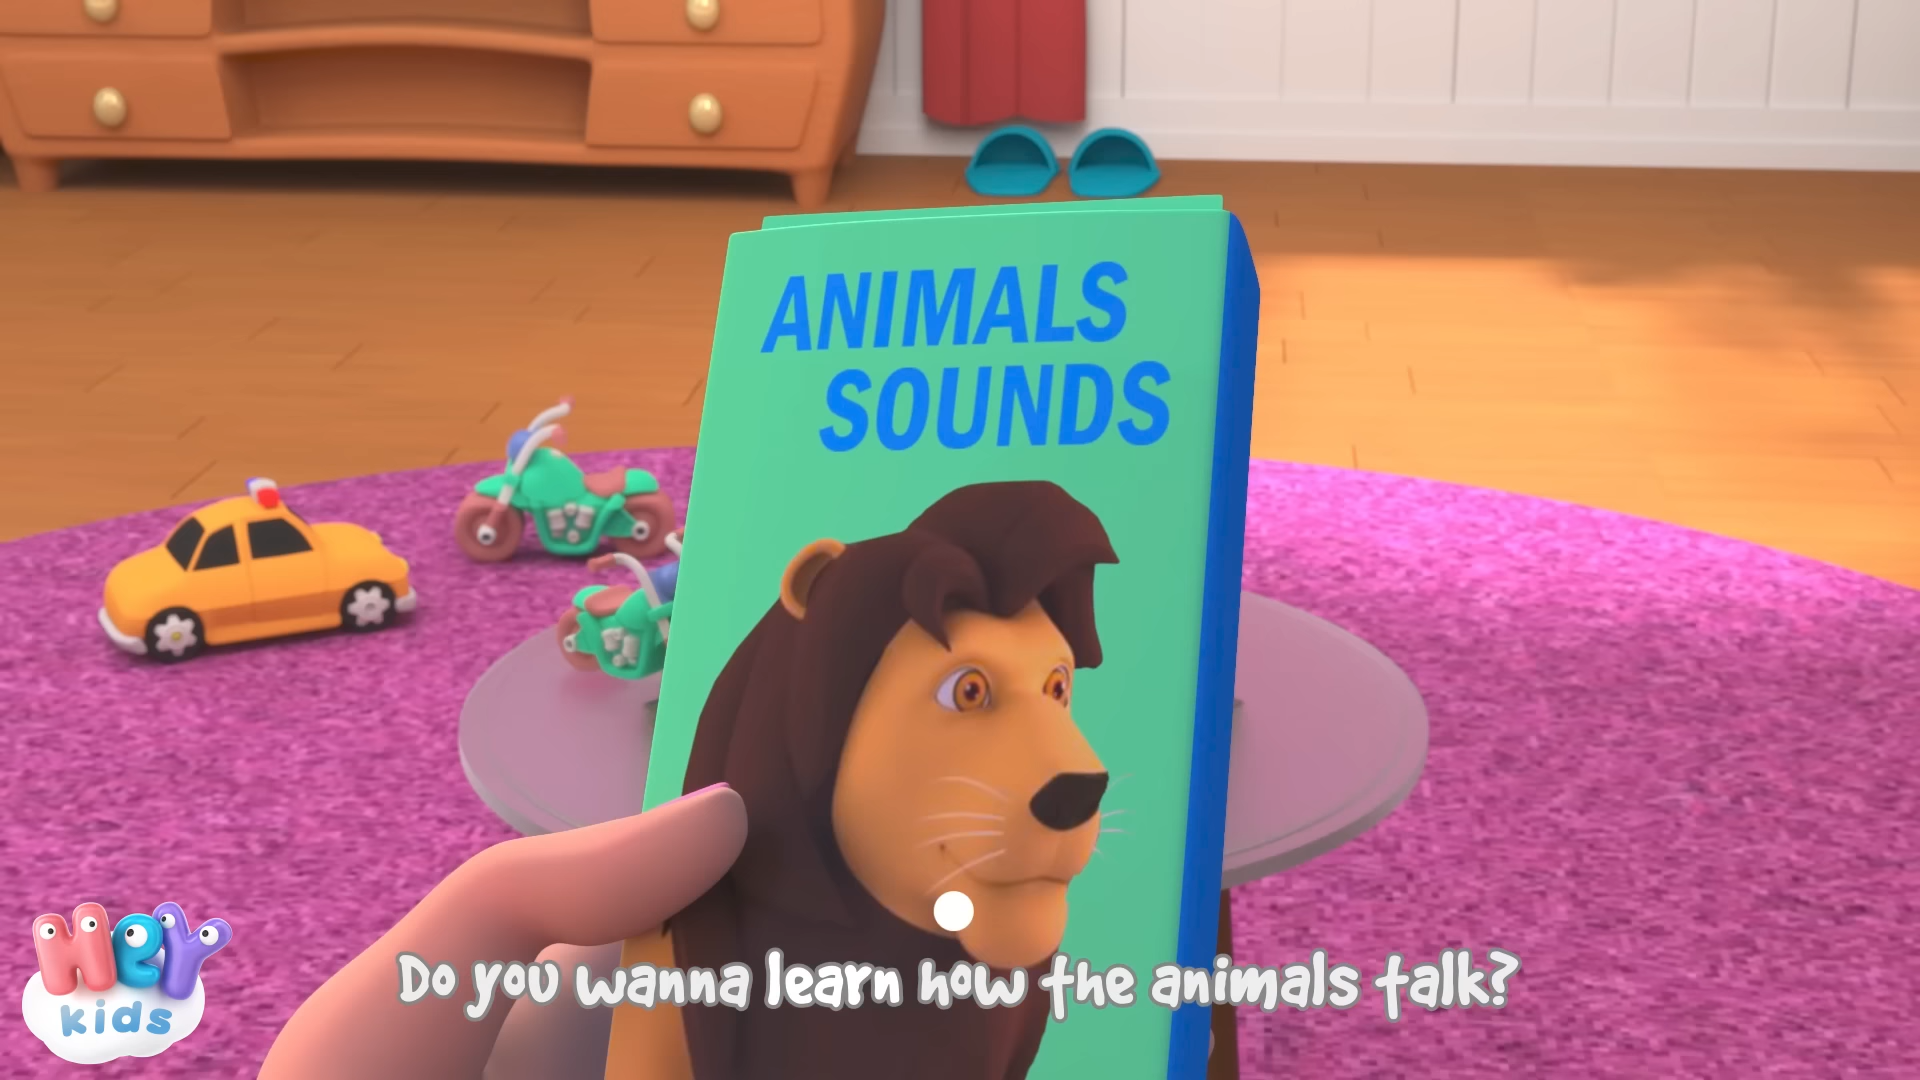 ANIMALS
SOUNDS
HEY
kids
Do you wanna learn how the animals talk?